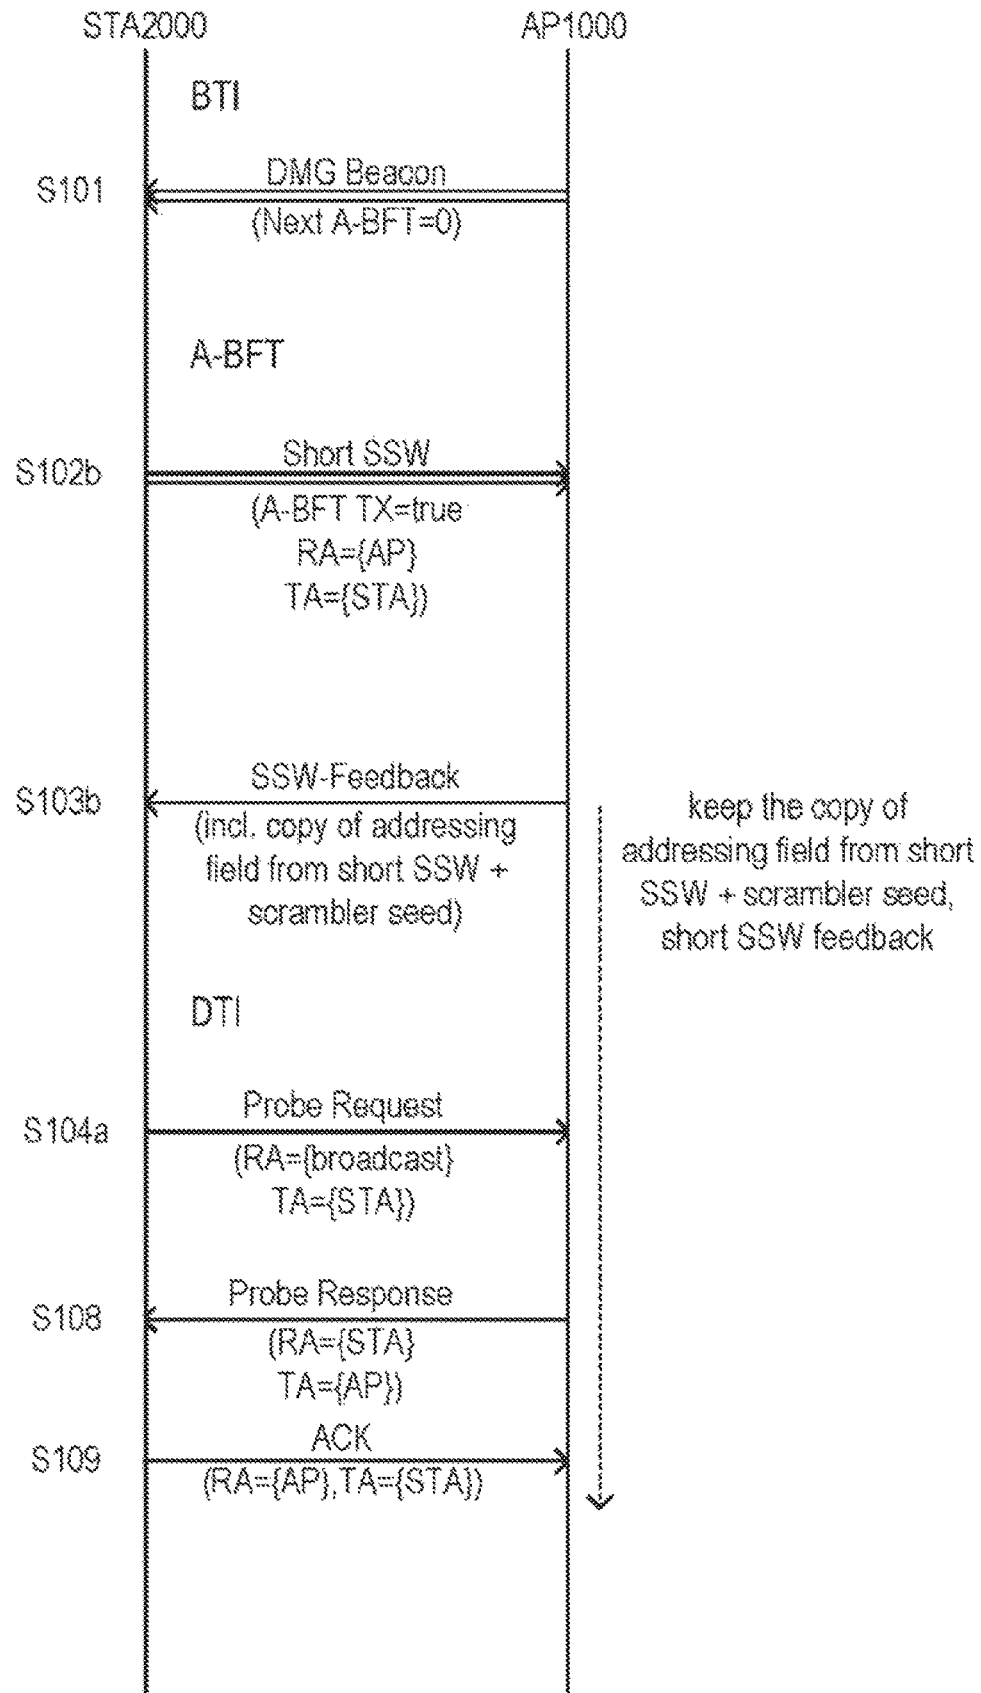 STA2000
AP1000
BTI
S101
DMG Beacon
(Next A-BFT=0)
A-BFT
S102b
Short SSW
(A-BFT TX=true
RA={AP}
TA={STA})
S103b
SSW-Feedback
(incl. copy of addressing
field from short SSW +
scrambler seed)
keep the copy of
addressing field from short
SSW + scrambler seed,
short SSW feedback
DTI
S104a
Probe Request
(RA={broadcast}
TA={STA})
S108
Probe Response
(RA={STA}
TA={AP})
S109
ACK
(RA={AP},TA={STA})